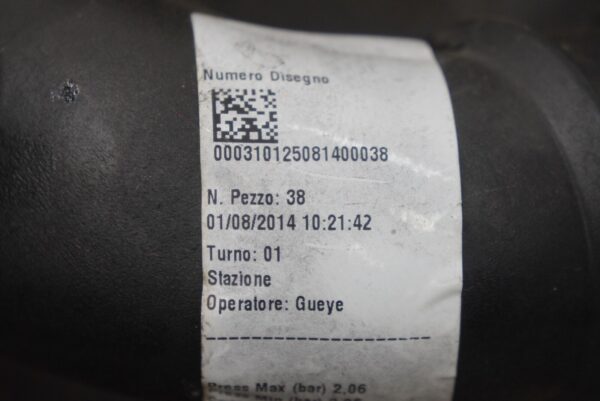 Numero Disegno
000310125081400038
N. Pezzo: 38
01/08/2014 10:21:42
Turno: 01
Stazione
Operatore: Gueye
Press Max (bar) 2.06